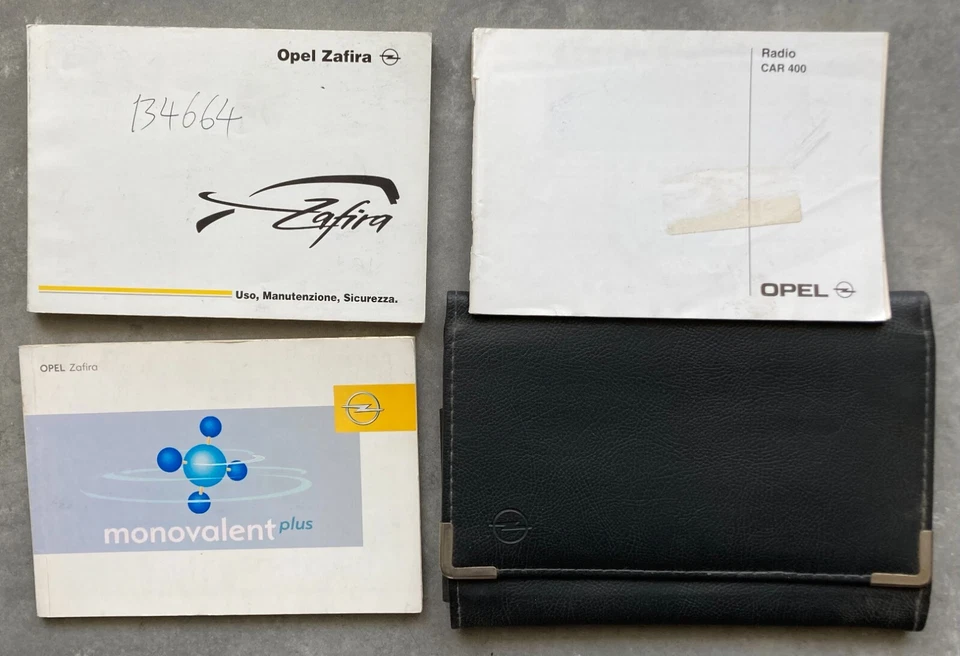 Opel Zafira
134664
Zafira
Uso, Manutenzione, Sicurezza.
Radio
CAR 400
OPEL
OPEL Zafira
monovalent plus